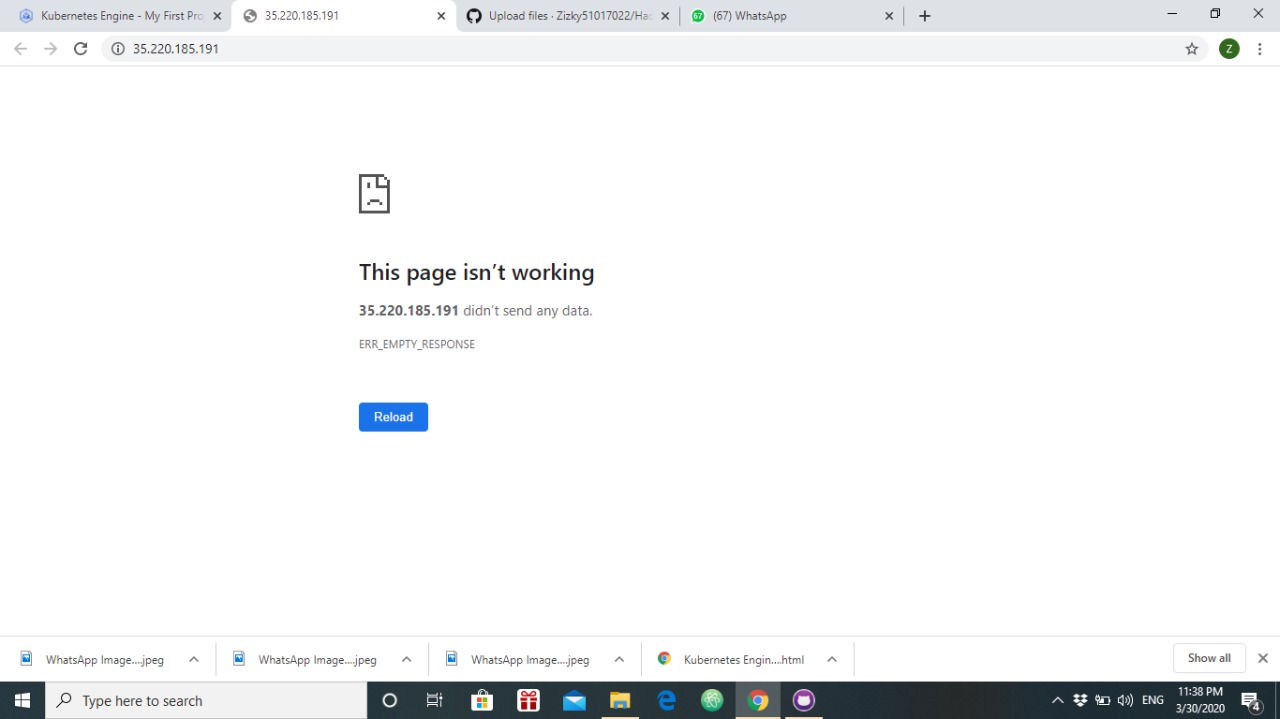 Kubernetes Engine - My First Pro
35.220.185.191
Upload files · Zizky51017022/Hac
67
(67) WhatsApp
35.220.185.191
Z
This page isn't working
35.220.185.191 didn't send any data.
ERR_EMPTY_RESPONSE
Reload
WhatsApp Image....jpeg
WhatsApp Image....jpeg
WhatsApp Image....jpeg
Kubernetes Engin....html
Show all
Type here to search
ENG
11:38 PM
3/30/2020
4